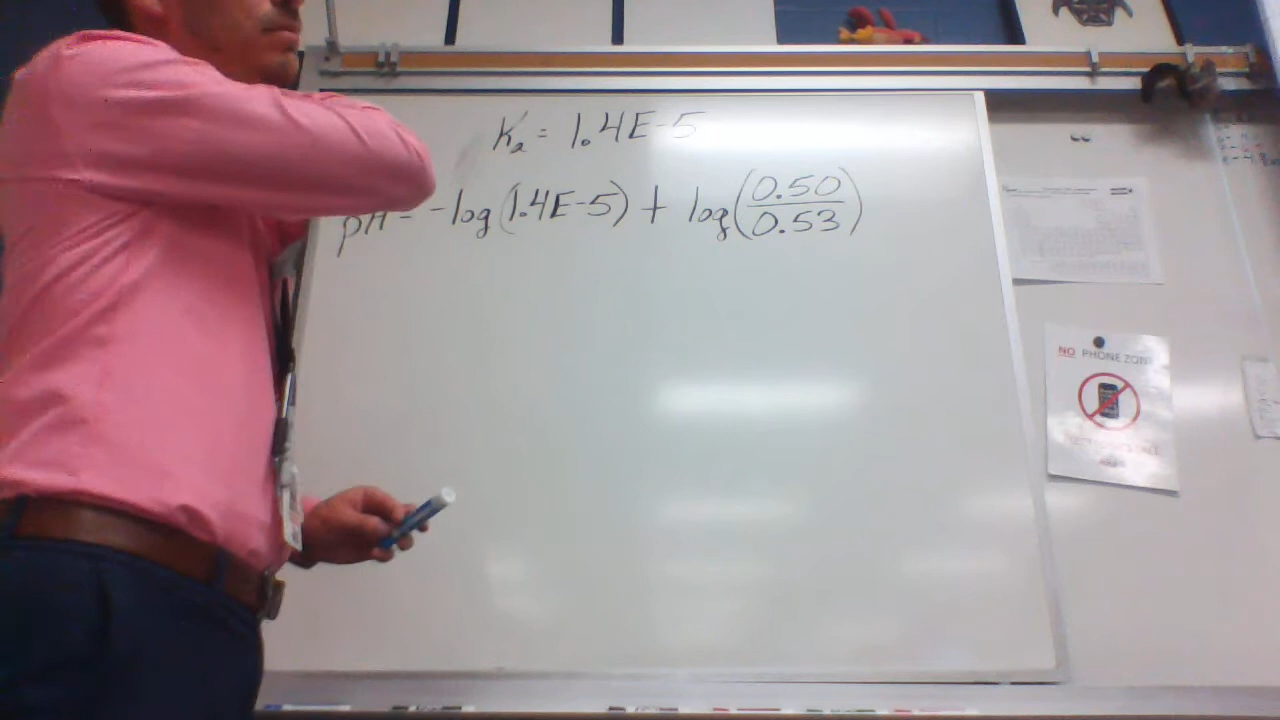 Ka = 1.4E-5
pH = -log(1.4E-5) + log(0.50/0.53)
NO PHONE ZONE